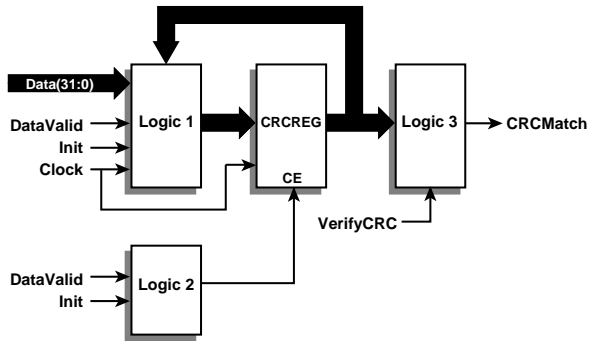 Data(31:0)
DataValid
Init
Clock
Logic 1
CRCREG
CE
Logic 3
CRCMatch
VerifyCRC
DataValid
Init
Logic 2